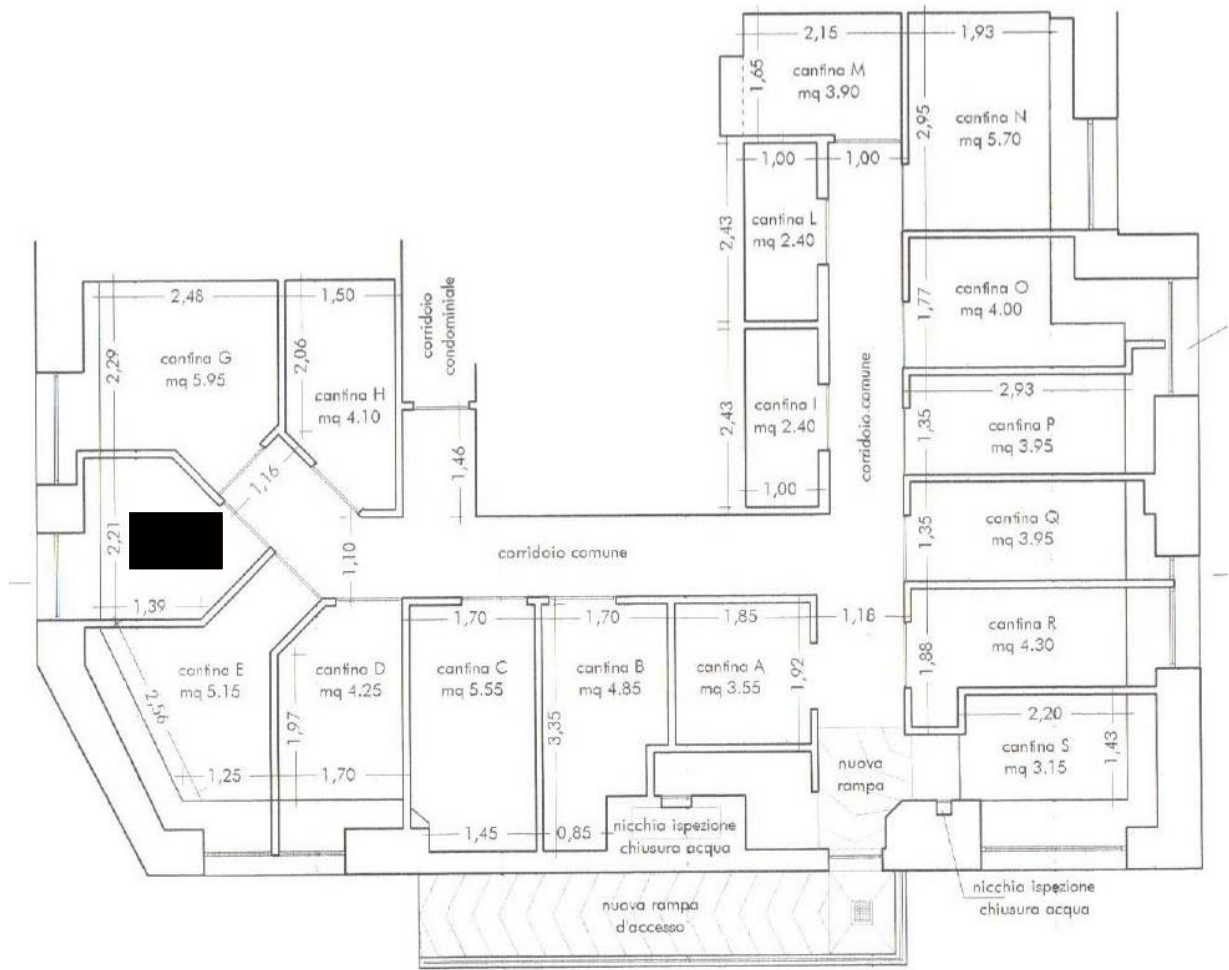 2,15
1,93
1,65
cantina M
mq 3.90
2,95
cantina N
mq 5.70
1,00
1,00
cantina L
mq 2.40
2,43
2,48
1,50
corridoio
condominiale
1,77
cantina O
mq 4.00
2,29
cantina G
mq 5.95
2,06
cantina H
mq 4.10
2,43
cantina I
mq 2.40
corridoio comune
2,93
1,35
cantina P
mq 3.95
1,16
1,46
1,00
2,21
1,10
corridoio comune
1,35
cantina Q
mq 3.95
1,39
1,70
1,70
1,85
1,18
cantina R
mq 4.30
1,88
cantina E
mq 5.15
cantina D
mq 4.25
cantina C
mq 5.55
cantina B
mq 4.85
cantina A
mq 3.55
1,92
2,56
1,97
3,35
2,20
cantina S
mq 3.15
1,43
1,25
1,70
nuova
rampa
1,45
0,85
nicchia ispezione
chiusura acqua
nicchia ispezione
chiusura acqua
nuova rampa
d'accesso